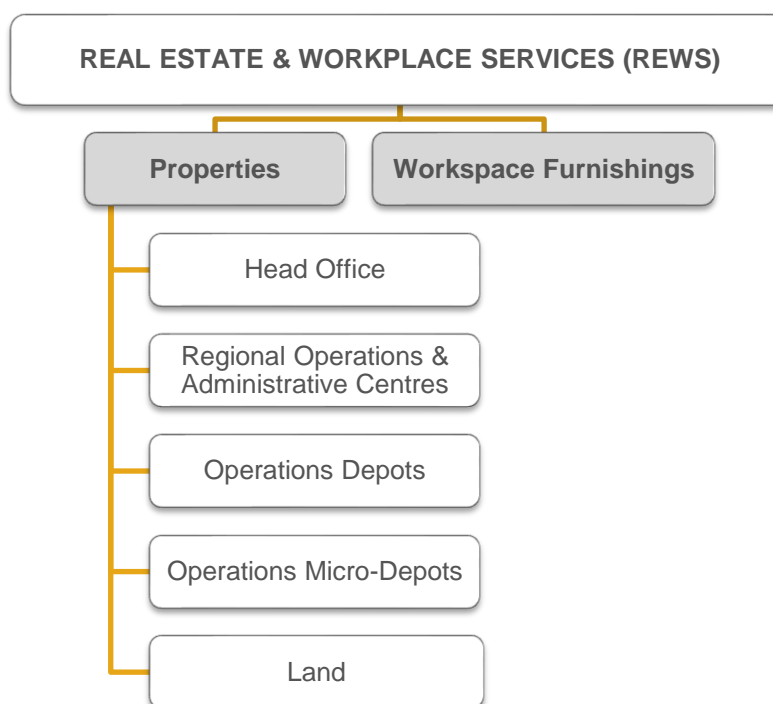 REAL ESTATE & WORKPLACE SERVICES (REWS)
Properties
Workspace Furnishings
Head Office
Regional Operations &
Administrative Centres
Operations Depots
Operations Micro-Depots
Land